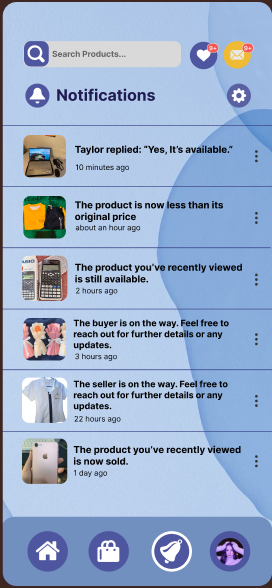 Search Products...
9+
9+
Notifications
Taylor replied: “Yes, It’s available.”
10 minutes ago
The product is now less than its
original price
about an hour ago
CASIO
The product you’ve recently viewed
is still available.
2 hours ago
The buyer is on the way. Feel free to
reach out for further details or any
updates.
3 hours ago
The seller is on the way. Feel free to
reach out for further details or any
updates.
22 hours ago
The product you’ve recently viewed
is now sold.
1 day ago